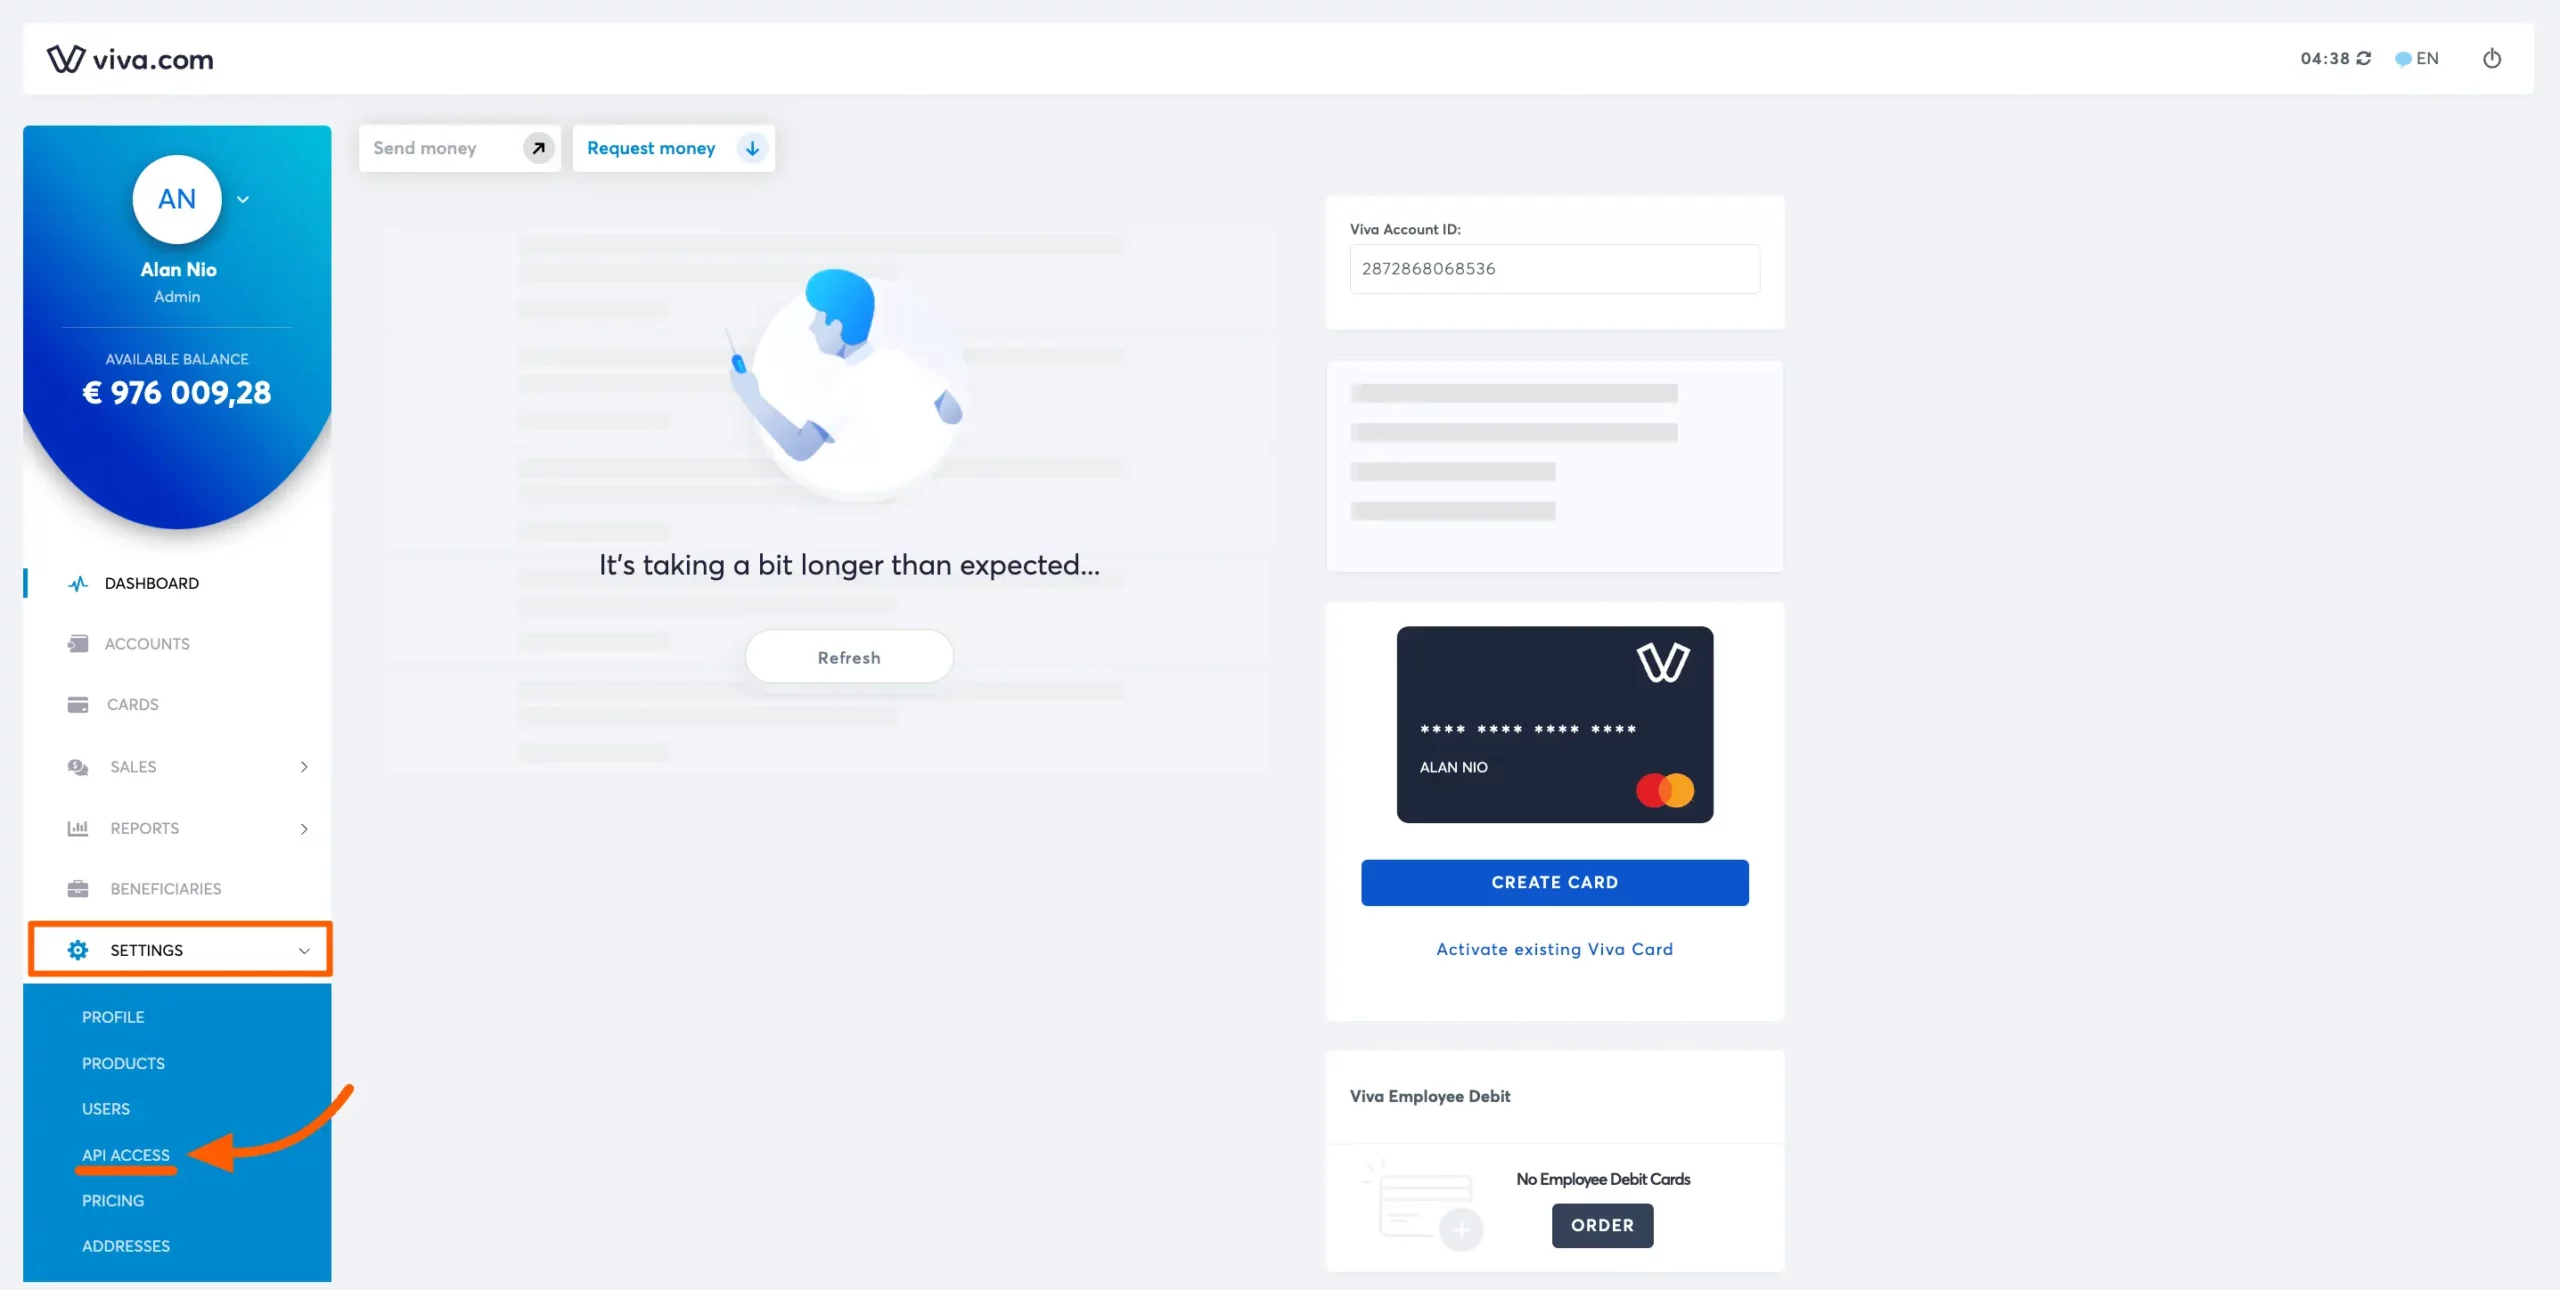 viva.com
04:38
EN
Send money
Request money
AN
Alan Nio
Admin
AVAILABLE BALANCE
€ 976 009,28
DASHBOARD
ACCOUNTS
CARDS
SALES
REPORTS
BENEFICIARIES
SETTINGS
PROFILE
PRODUCTS
USERS
API ACCESS
PRICING
ADDRESSES
It's taking a bit longer than expected...
Refresh
Viva Account ID:
2872868068536
**** **** **** ****
ALAN NIO
CREATE CARD
Activate existing Viva Card
Viva Employee Debit
No Employee Debit Cards
ORDER